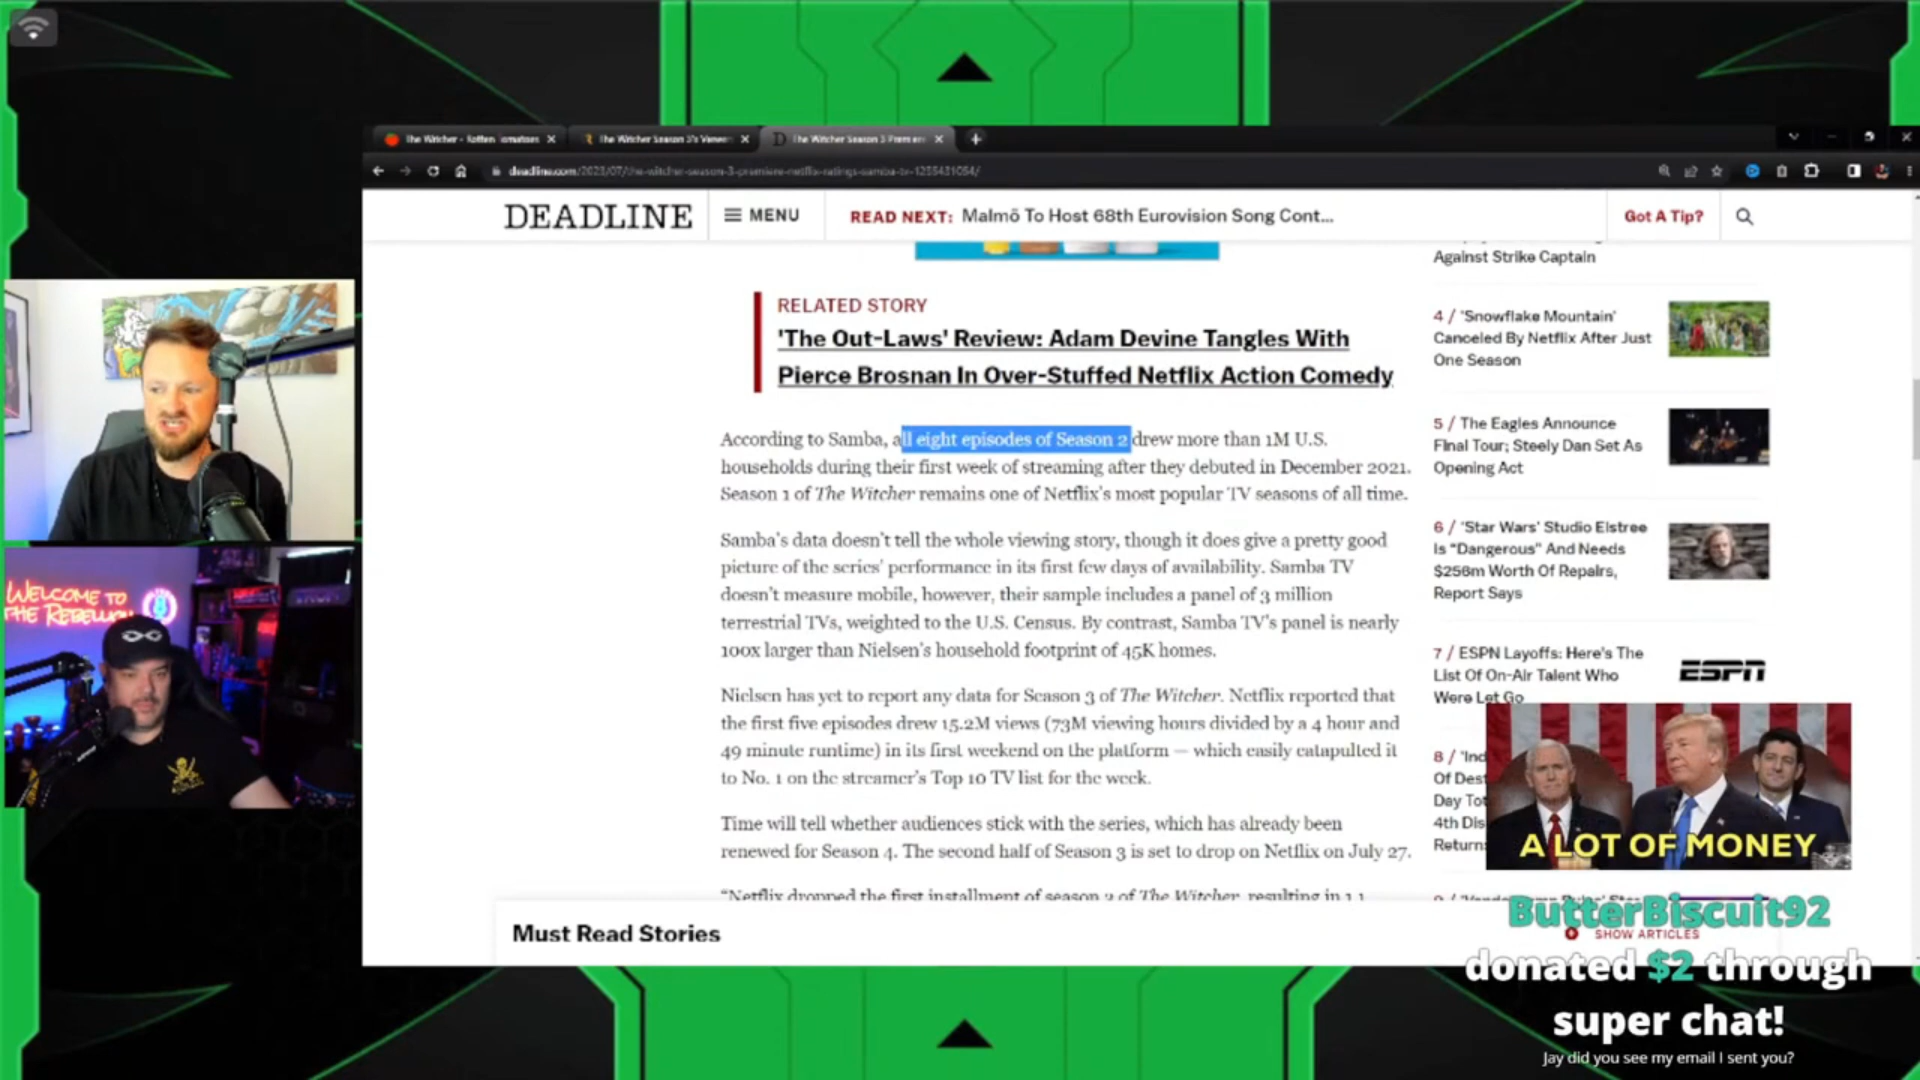 The Witcher - Rotten Tomatoes
The Witcher Season 3's Viewer
The Witcher Season 3 Premiere
deadline.com/2023/07/the-witcher-season-3-premiere-netflix-ratings-samba-tv-1235431054/
DEADLINE
MENU
READ NEXT: Malmö To Host 68th Eurovision Song Cont...
Got A Tip?
RELATED STORY
'The Out-Laws' Review: Adam Devine Tangles With
Pierce Brosnan In Over-Stuffed Netflix Action Comedy
According to Samba, all eight episodes of Season 2 drew more than 1M U.S.
households during their first week of streaming after they debuted in December 2021.
Season 1 of The Witcher remains one of Netflix's most popular TV seasons of all time.
Samba's data doesn't tell the whole viewing story, though it does give a pretty good
picture of the series' performance in its first few days of availability. Samba TV
doesn't measure mobile, however, their sample includes a panel of 3 million
terrestrial TVs, weighted to the U.S. Census. By contrast, Samba TV's panel is nearly
100x larger than Nielsen's household footprint of 45K homes.
Nielsen has yet to report any data for Season 3 of The Witcher. Netflix reported that
the first five episodes drew 15.2M views (73M viewing hours divided by a 4 hour and
49 minute runtime) in its first weekend on the platform — which easily catapulted it
to No. 1 on the streamer's Top 10 TV list for the week.
Time will tell whether audiences stick with the series, which has already been
renewed for Season 4. The second half of Season 3 is set to drop on Netflix on July 27.
"Netflix dropped the first installment of season 3 of The Witcher, resulting in 1.1
Must Read Stories
SHOW ARTICLES
Against Strike Captain
4 / 'Snowflake Mountain'
Canceled By Netflix After Just
One Season
5 / The Eagles Announce
Final Tour; Steely Dan Set As
Opening Act
6 / 'Star Wars' Studio Elstree
Is "Dangerous" And Needs
$256m Worth Of Repairs,
Report Says
7 / ESPN Layoffs: Here's The
List Of On-Air Talent Who
Were Let Go
ESPN
8 / 'Ind
Of Dest
Day Tot
4th Dis
Return
A LOT OF MONEY
ButterBiscuit92
donated $2 through
super chat!
Jay did you see my email I sent you?
WELCOME TO
THE REBELLION